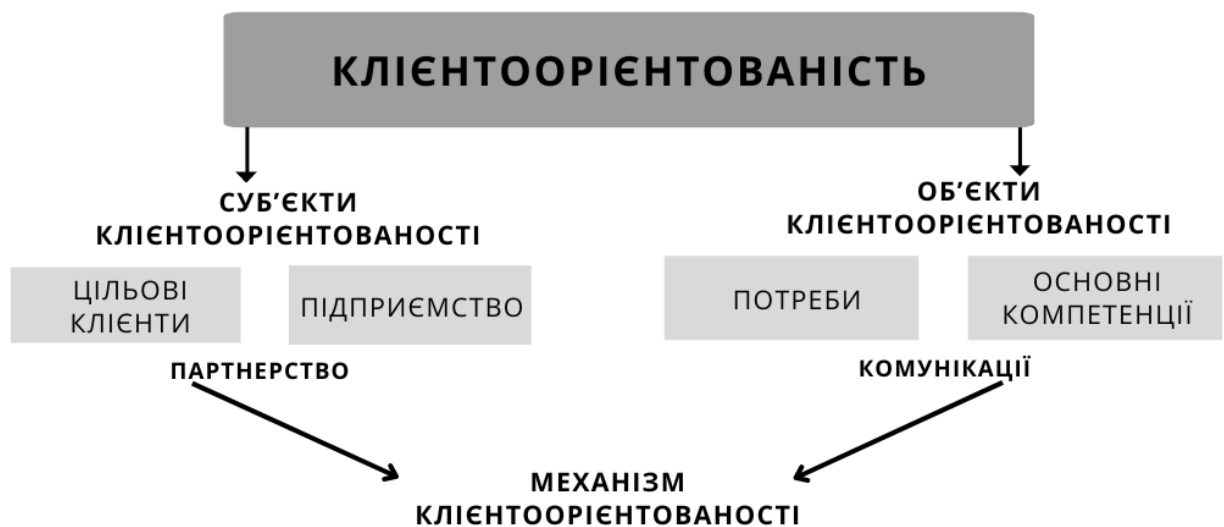 КЛІЄНТООРІЄНТОВАНІСТЬ
СУБ’ЄКТИ
КЛІЄНТООРІЄНТОВАНОСТІ
ЦІЛЬОВІ
КЛІЄНТИ
ПІДПРИЄМСТВО
ПАРТНЕРСТВО
ОБ’ЄКТИ
КЛІЄНТООРІЄНТОВАНОСТІ
ПОТРЕБИ
ОСНОВНІ
КОМПЕТЕНЦІЇ
КОМУНІКАЦІЇ
МЕХАНІЗМ
КЛІЄНТООРІЄНТОВАНОСТІ